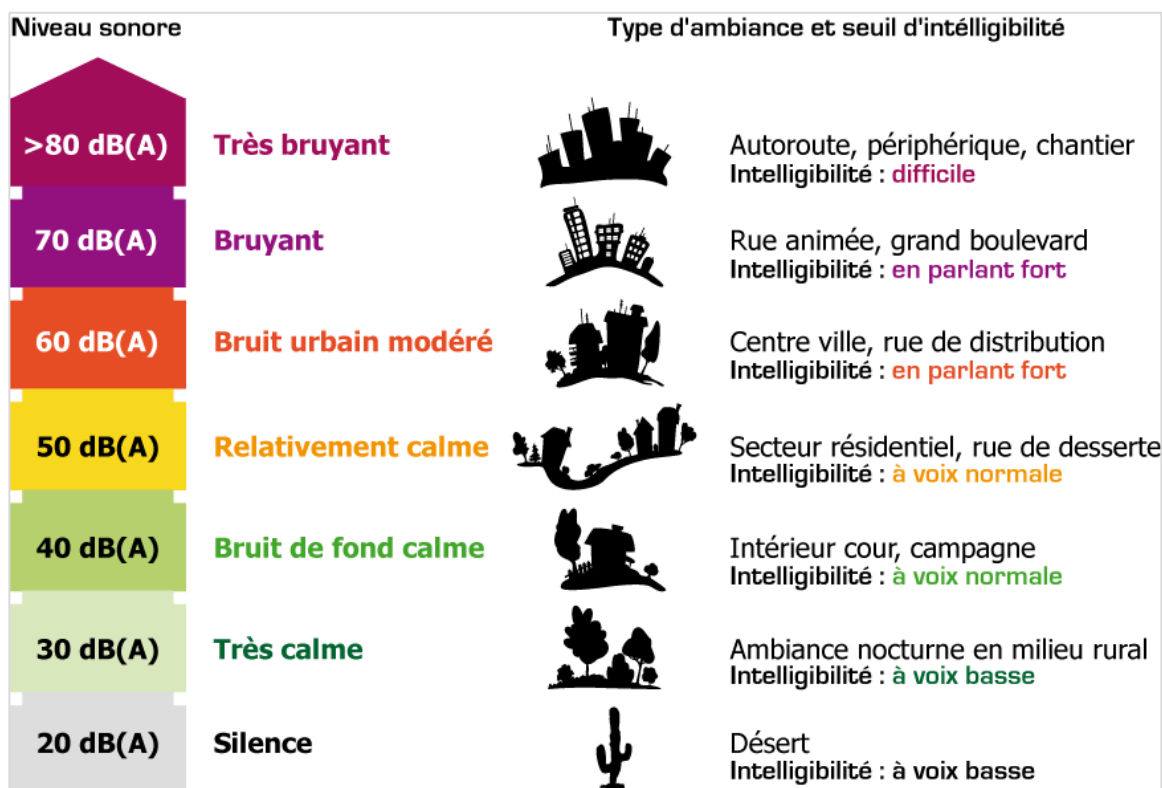 Niveau sonore
Type d'ambiance et seuil d'intélligibilité
>80 dB(A)
Très bruyant
Autoroute, périphérique, chantier
Intelligibilité : difficile
70 dB(A)
Bruyant
Rue animée, grand boulevard
Intelligibilité : en parlant fort
60 dB(A)
Bruit urbain modéré
Centre ville, rue de distribution
Intelligibilité : en parlant fort
50 dB(A)
Relativement calme
Secteur résidentiel, rue de desserte
Intelligibilité : à voix normale
40 dB(A)
Bruit de fond calme
Intérieur cour, campagne
Intelligibilité : à voix normale
30 dB(A)
Très calme
Ambiance nocturne en milieu rural
Intelligibilité : à voix basse
20 dB(A)
Silence
Désert
Intelligibilité : à voix basse